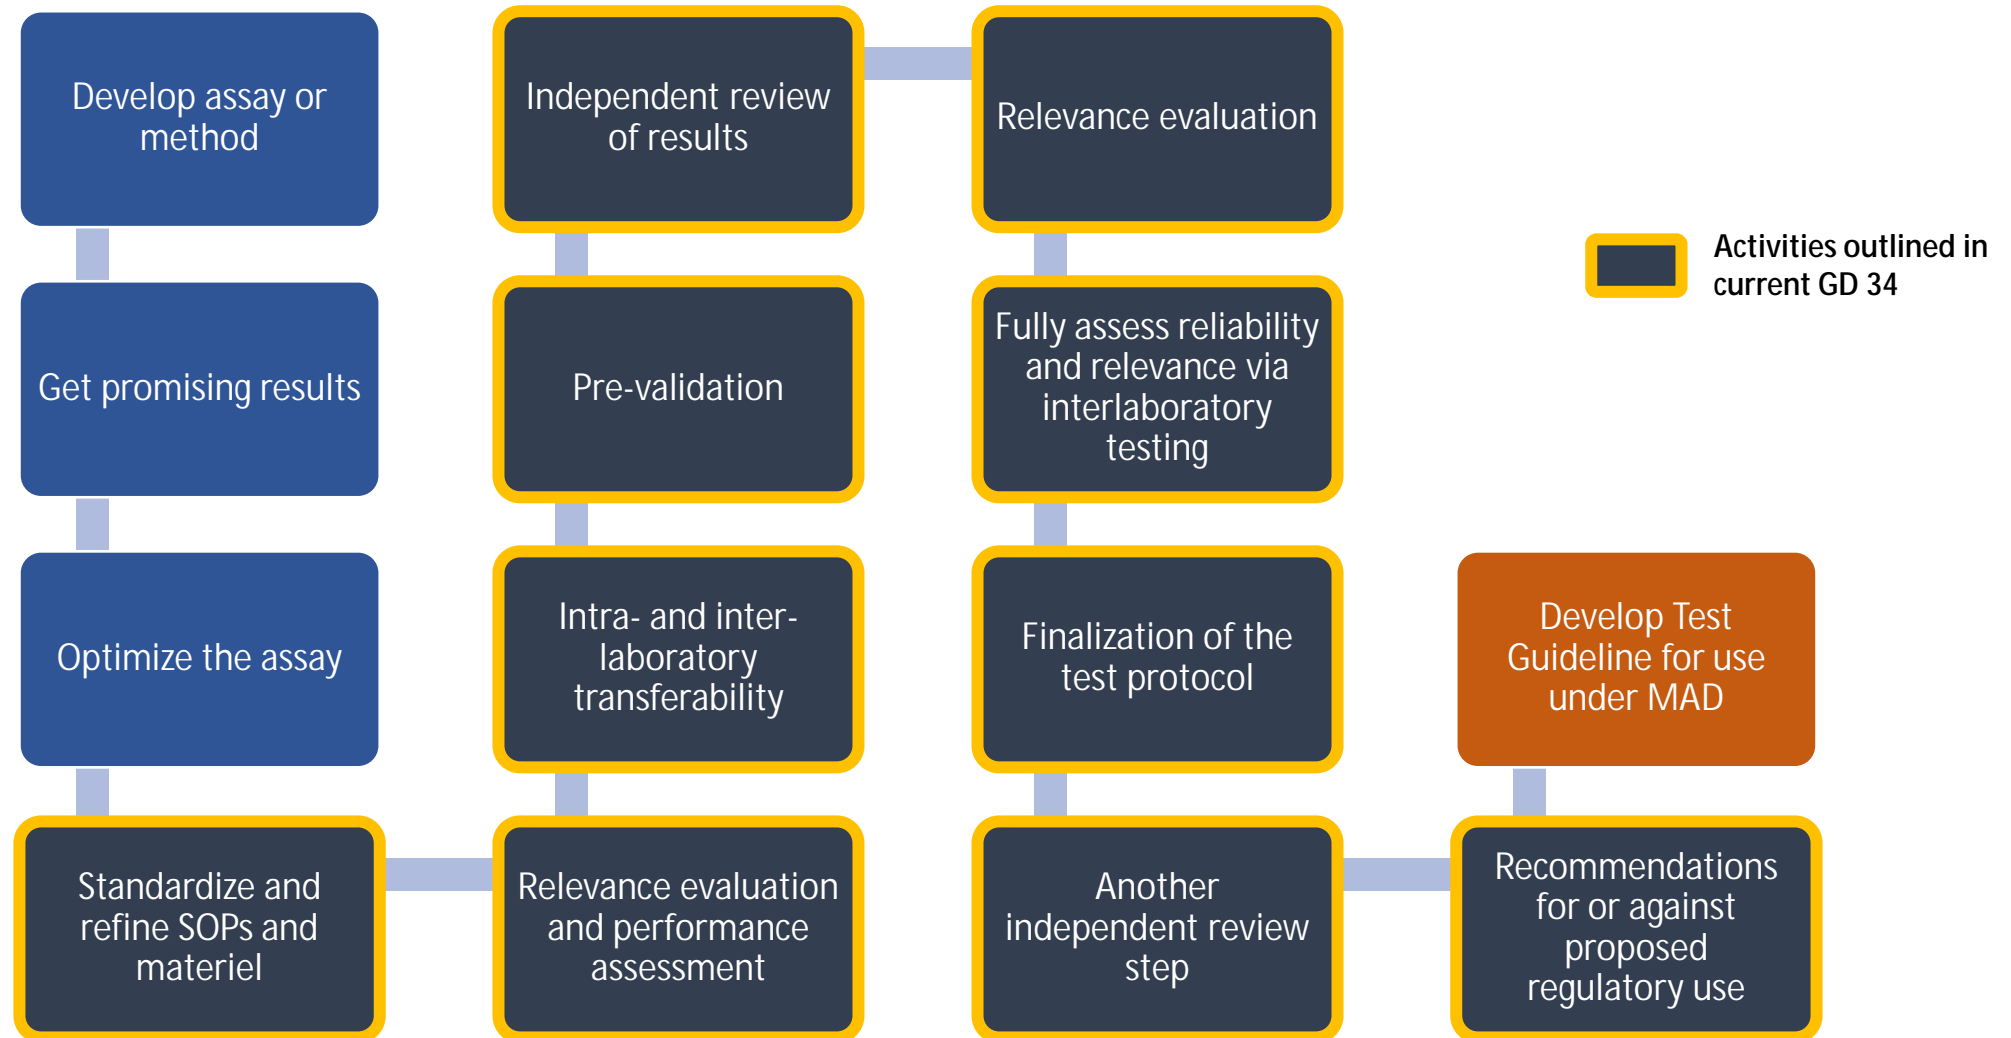 Develop assay or
method
Get promising results
Optimize the assay
Standardize and
refine SOPs and
materiel
Relevance evaluation
and performance
assessment
Intra- and inter-
laboratory
transferability
Pre-validation
Independent review
of results
Relevance evaluation
Fully assess reliability
and relevance via
interlaboratory
testing
Finalization of the
test protocol
Another
independent review
step
Recommendations
for or against
proposed
regulatory use
Develop Test
Guideline for use
under MAD
Activities outlined in
current GD 34